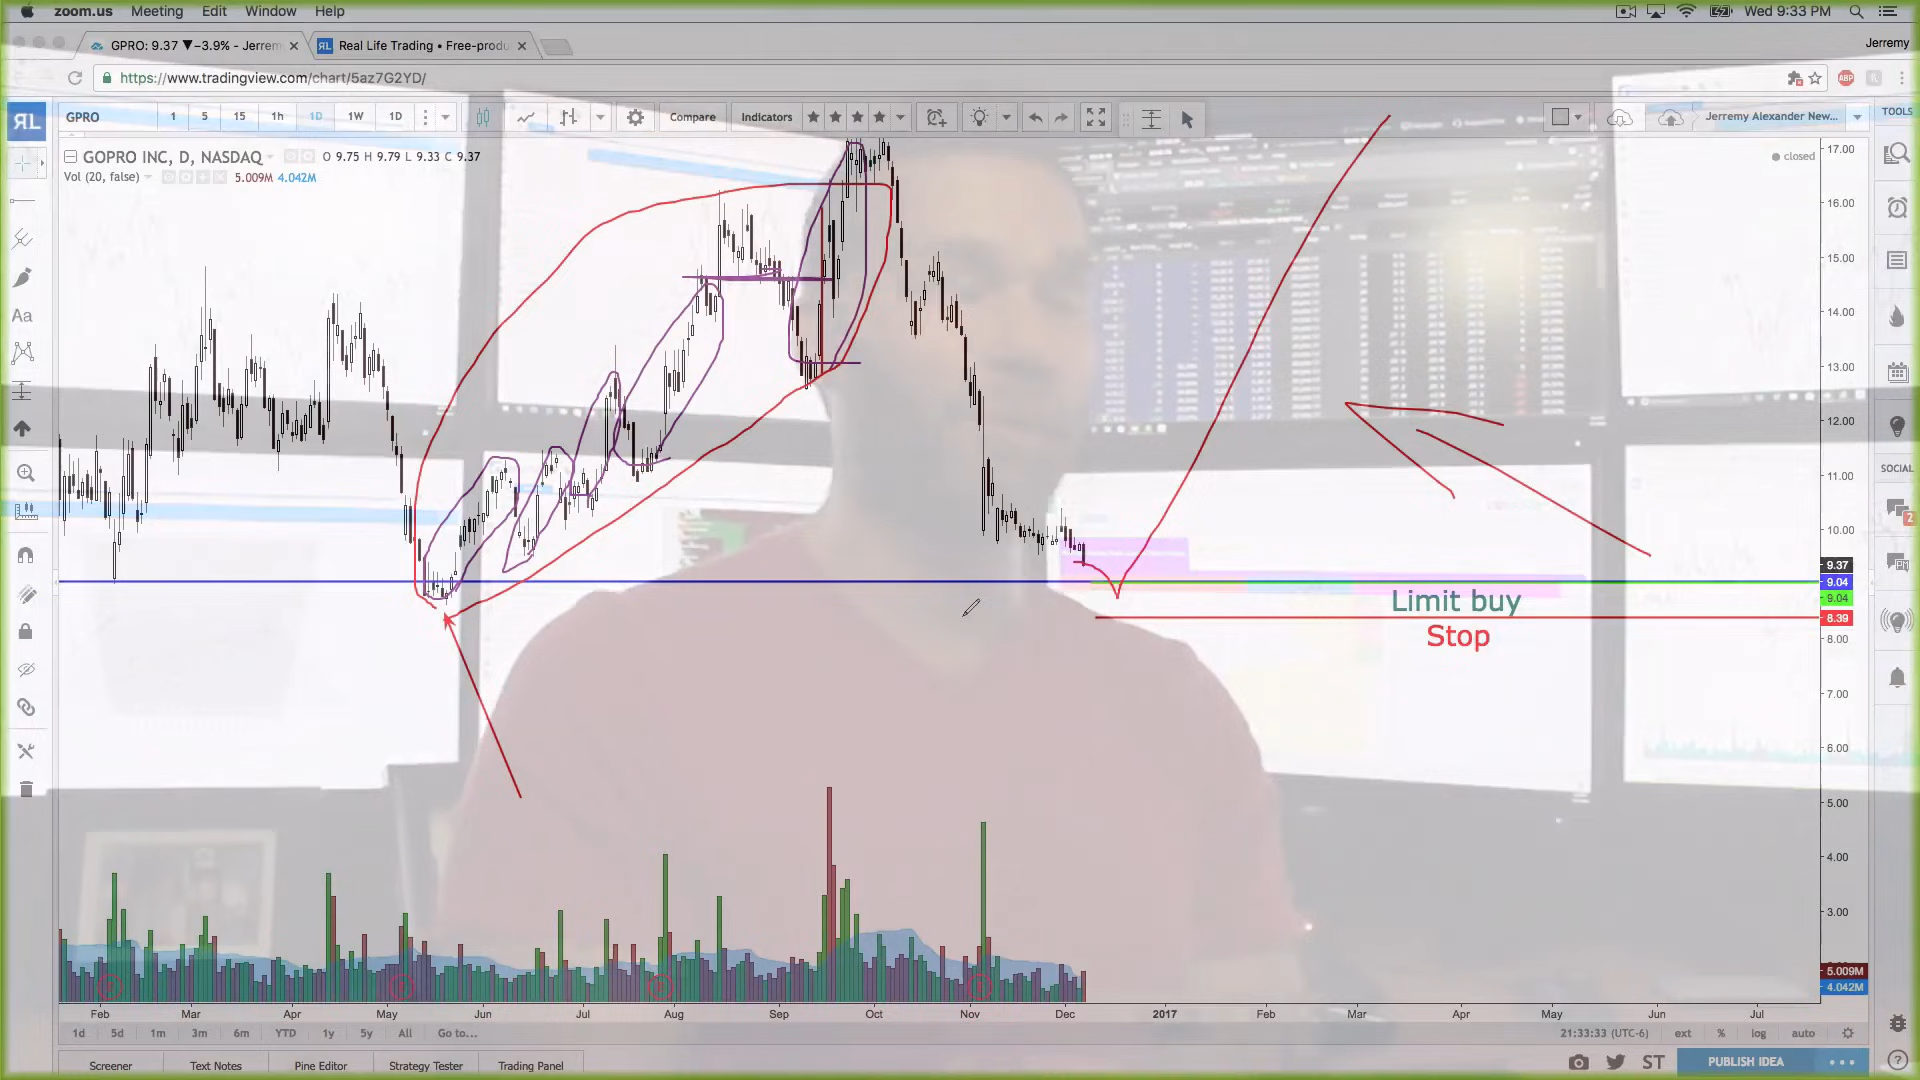 zoom.us Meeting Edit Window Help Wed 9:33 PM
GPRO: 9.37 ▼−3.9% - Jerrem Real Life Trading • Free-produ Jerremy
https://www.tradingview.com/chart/5az7G2YD/ ABP
RL GPRO 1 5 15 1h 1D 1W 1D Compare Indicators Jerremy Alexander New... TOOLS
GOPRO INC, D, NASDAQ O 9.75 H 9.79 L 9.33 C 9.37 closed
Vol (20, false) 5.009M 4.042M
17.00
16.00
15.00
14.00
13.00
12.00
11.00
10.00
9.37
9.04
9.04
8.39
8.00
7.00
6.00
5.00
4.00
3.00
5.009M
4.042M
Aa
SOCIAL
2
Limit buy
Stop
Feb Mar Apr May Jun Jul Aug Sep Oct Nov Dec 2017 Feb Mar Apr May Jun Jul
1d 5d 1m 3m 6m YTD 1y 5y All Go to... 21:33:33 (UTC-6) ext % log auto
Screener Text Notes Pine Editor Strategy Tester Trading Panel ST PUBLISH IDEA